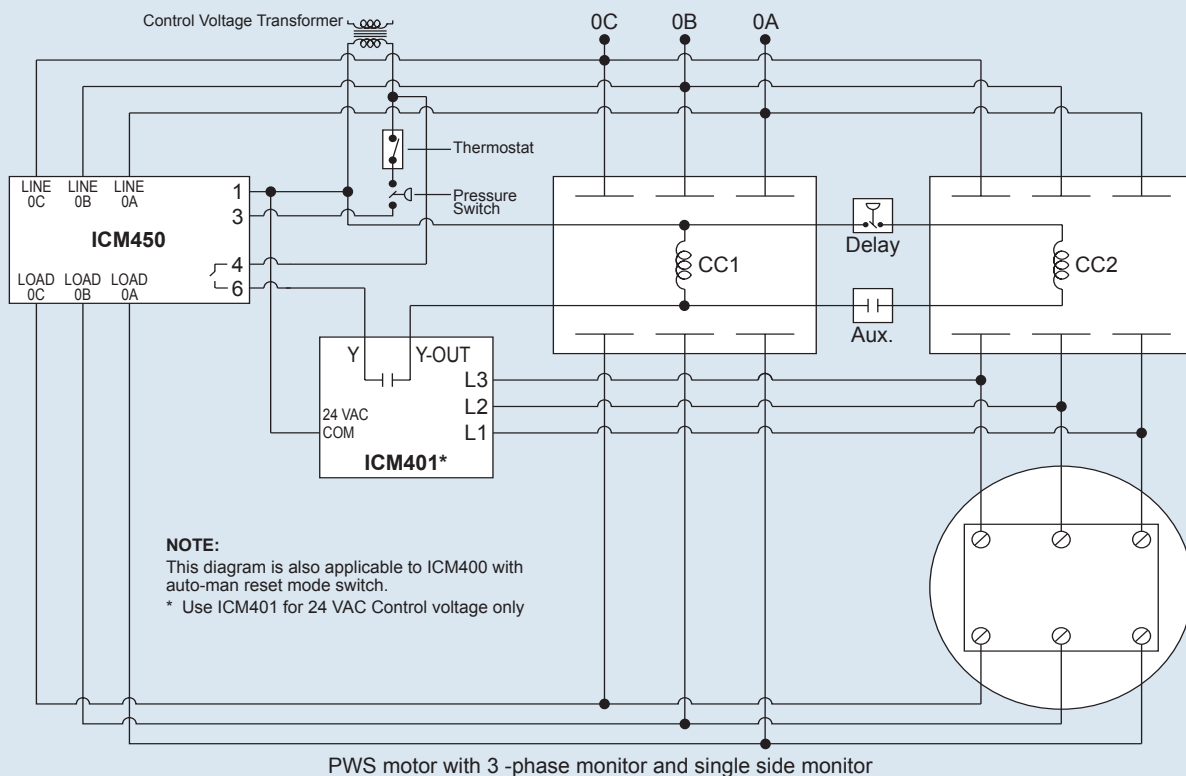 Control Voltage Transformer
0C 0B 0A
Thermostat
Pressure
Switch
LINE LINE LINE
0C 0B 0A
1
3
ICM450
4
6
LOAD LOAD LOAD
0C 0B 0A
CC1
Delay
CC2
Aux.
Y Y-OUT
L3
L2
L1
24 VAC
COM
ICM401*
NOTE:
This diagram is also applicable to ICM400 with
auto-man reset mode switch.
* Use ICM401 for 24 VAC Control voltage only
PWS motor with 3 -phase monitor and single side monitor